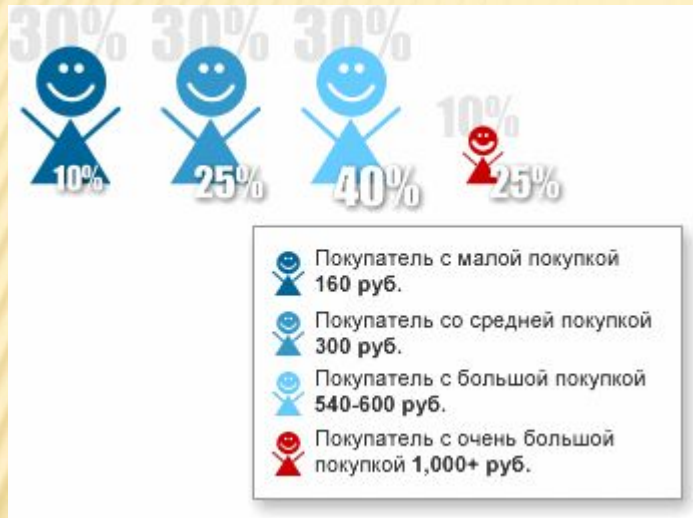 30% 30% 30%
10%
10% 25% 40% 25%
Покупатель с малой покупкой
160 руб.
Покупатель со средней покупкой
300 руб.
Покупатель с большой покупкой
540-600 руб.
Покупатель с очень большой
покупкой 1,000+ руб.